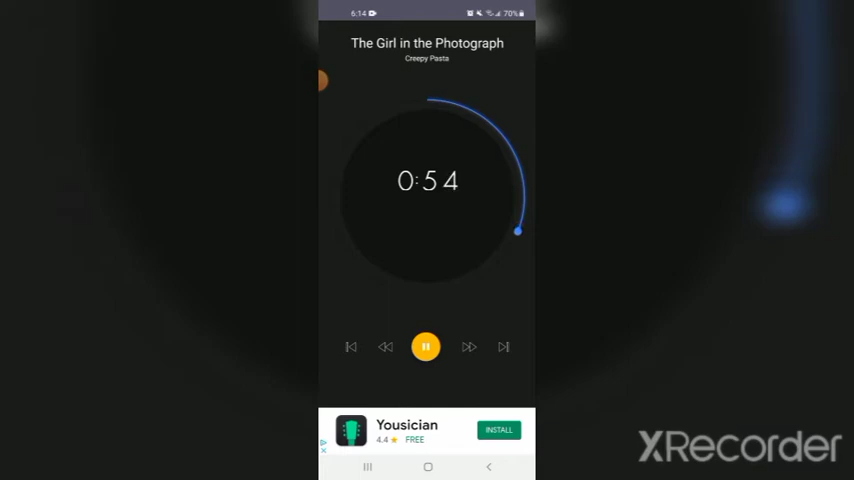 6:14
70%
The Girl in the Photograph
Creepy Pasta
0:54
Yousician
4.4 ★ FREE
INSTALL
XRecorder